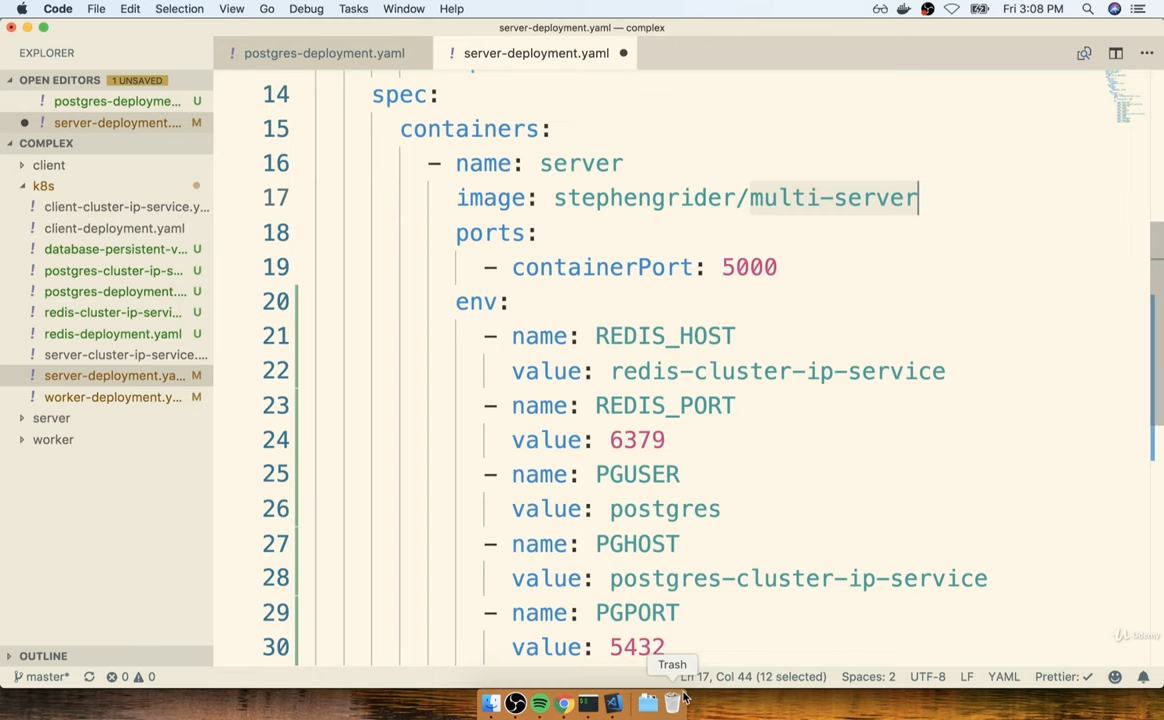 Code File Edit Selection View Go Debug Tasks Window Help Fri 3:08 PM
server-deployment.yaml — complex
EXPLORER
! postgres-deployment.yaml ! server-deployment.yaml ●
OPEN EDITORS 1 UNSAVED
! postgres-deployme... U
● ! server-deployment.... M
COMPLEX
client
k8s
! client-cluster-ip-service.y...
! client-deployment.yaml
! database-persistent-v... U
! postgres-cluster-ip-s... U
! postgres-deployment.... U
! redis-cluster-ip-servi... U
! redis-deployment.yaml U
! server-cluster-ip-service....
! server-deployment.ya... M
! worker-deployment.y... M
server
worker
OUTLINE
14 spec:
15 containers:
16 - name: server
17 image: stephengrider/multi-server
18 ports:
19 - containerPort: 5000
20 env:
21 - name: REDIS_HOST
22 value: redis-cluster-ip-service
23 - name: REDIS_PORT
24 value: 6379
25 - name: PGUSER
26 value: postgres
27 - name: PGHOST
28 value: postgres-cluster-ip-service
29 - name: PGPORT
30 value: 5432
Udemy
Trash
master* 0 0 Ln 17, Col 44 (12 selected) Spaces: 2 UTF-8 LF YAML Prettier: ✓